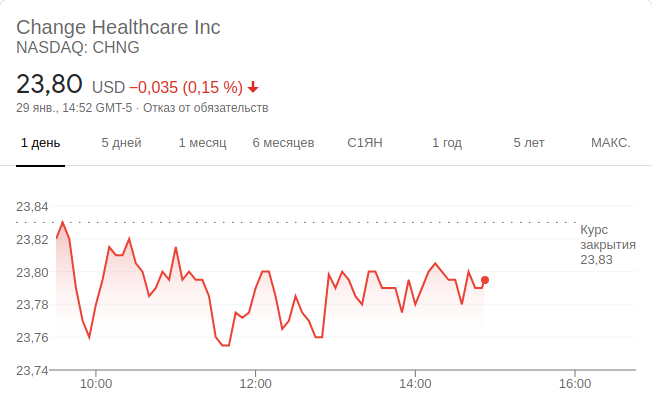 Change Healthcare Inc
NASDAQ: CHNG
23,80 USD −0,035 (0,15 %)
29 янв., 14:52 GMT-5 · Отказ от обязательств
1 день 5 дней 1 месяц 6 месяцев С1ЯН 1 год 5 лет МАКС.
23,84
23,82
23,80
23,78
23,76
23,74
Курс
закрытия
23,83
10:00 12:00 14:00 16:00